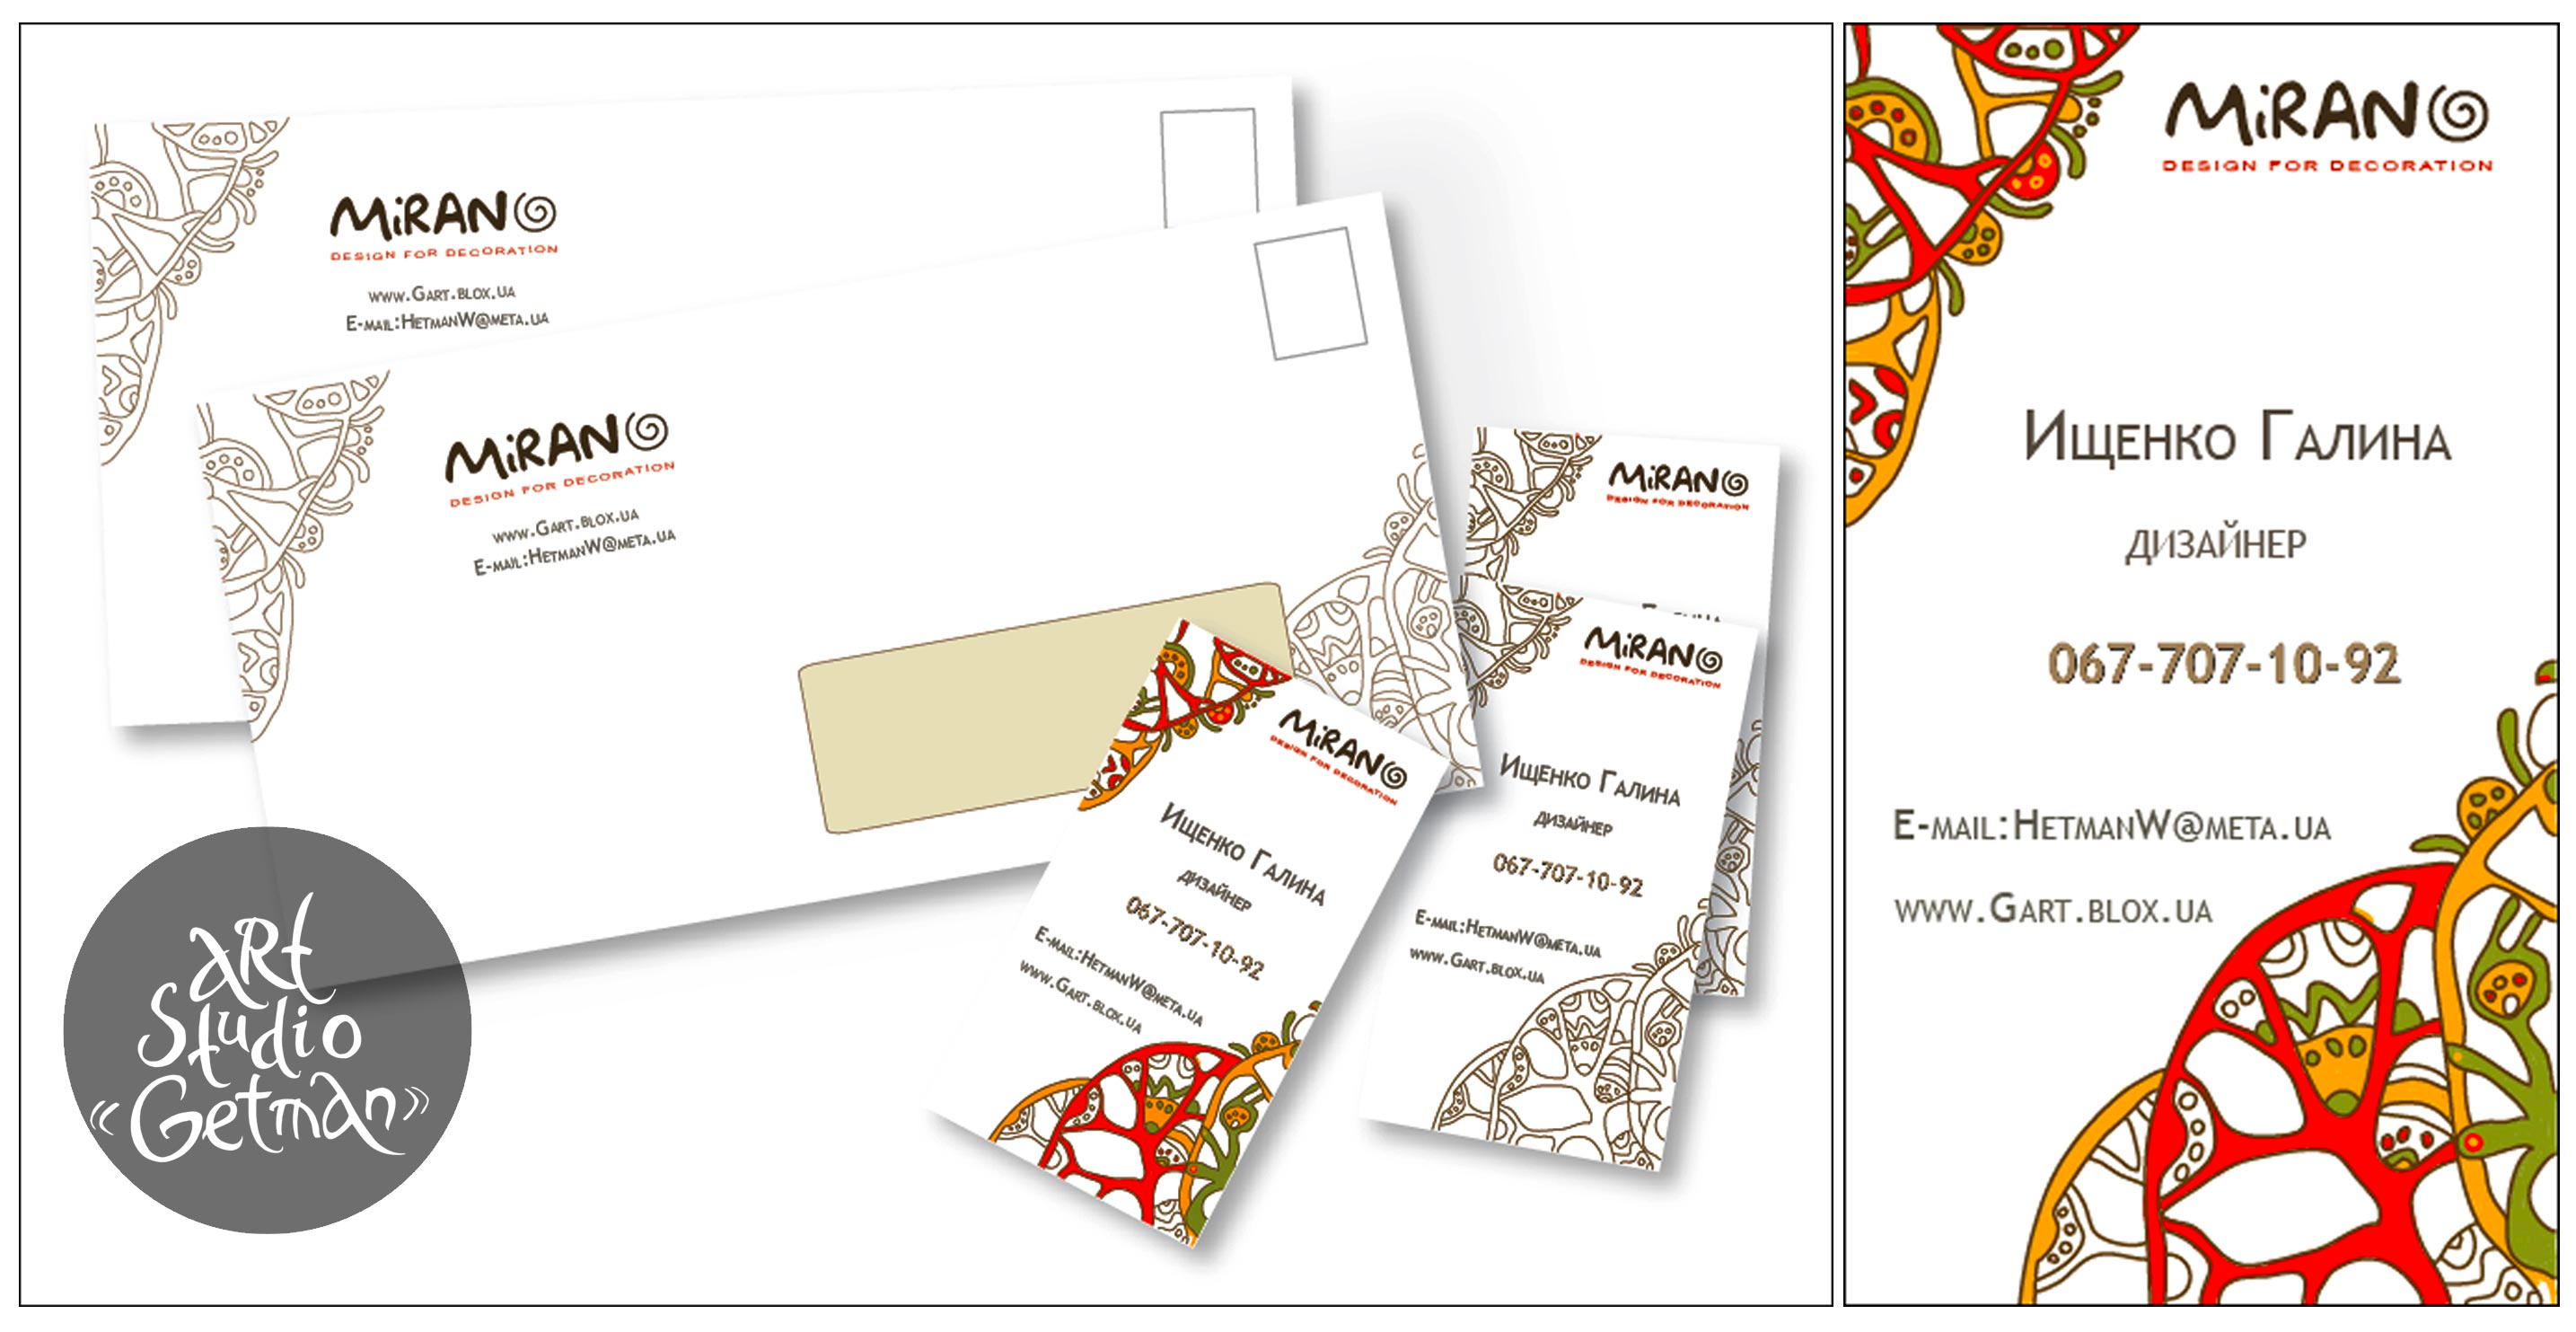 MiRANO
DESIGN FOR DECORATION
www.Gart.blox.ua
E-mail:HetmanW@meta.ua
MiRANO
DESIGN FOR DECORATION
www.Gart.blox.ua
E-mail:HetmanW@meta.ua
MiRANO
DESIGN FOR DECORATION
MiRANO
DESIGN FOR DECORATION
Ищенко Галина
дизайнер
067-707-10-92
E-mail:HetmanW@meta.ua
www.Gart.blox.ua
MiRANO
DESIGN FOR DECORATION
Ищенко Галина
дизайнер
067-707-10-92
E-mail:HetmanW@meta.ua
www.Gart.blox.ua
ART
Studio
«Getman»
MiRANO
DESIGN FOR DECORATION
Ищенко Галина
дизайнер
067-707-10-92
E-mail:HetmanW@meta.ua
www.Gart.blox.ua